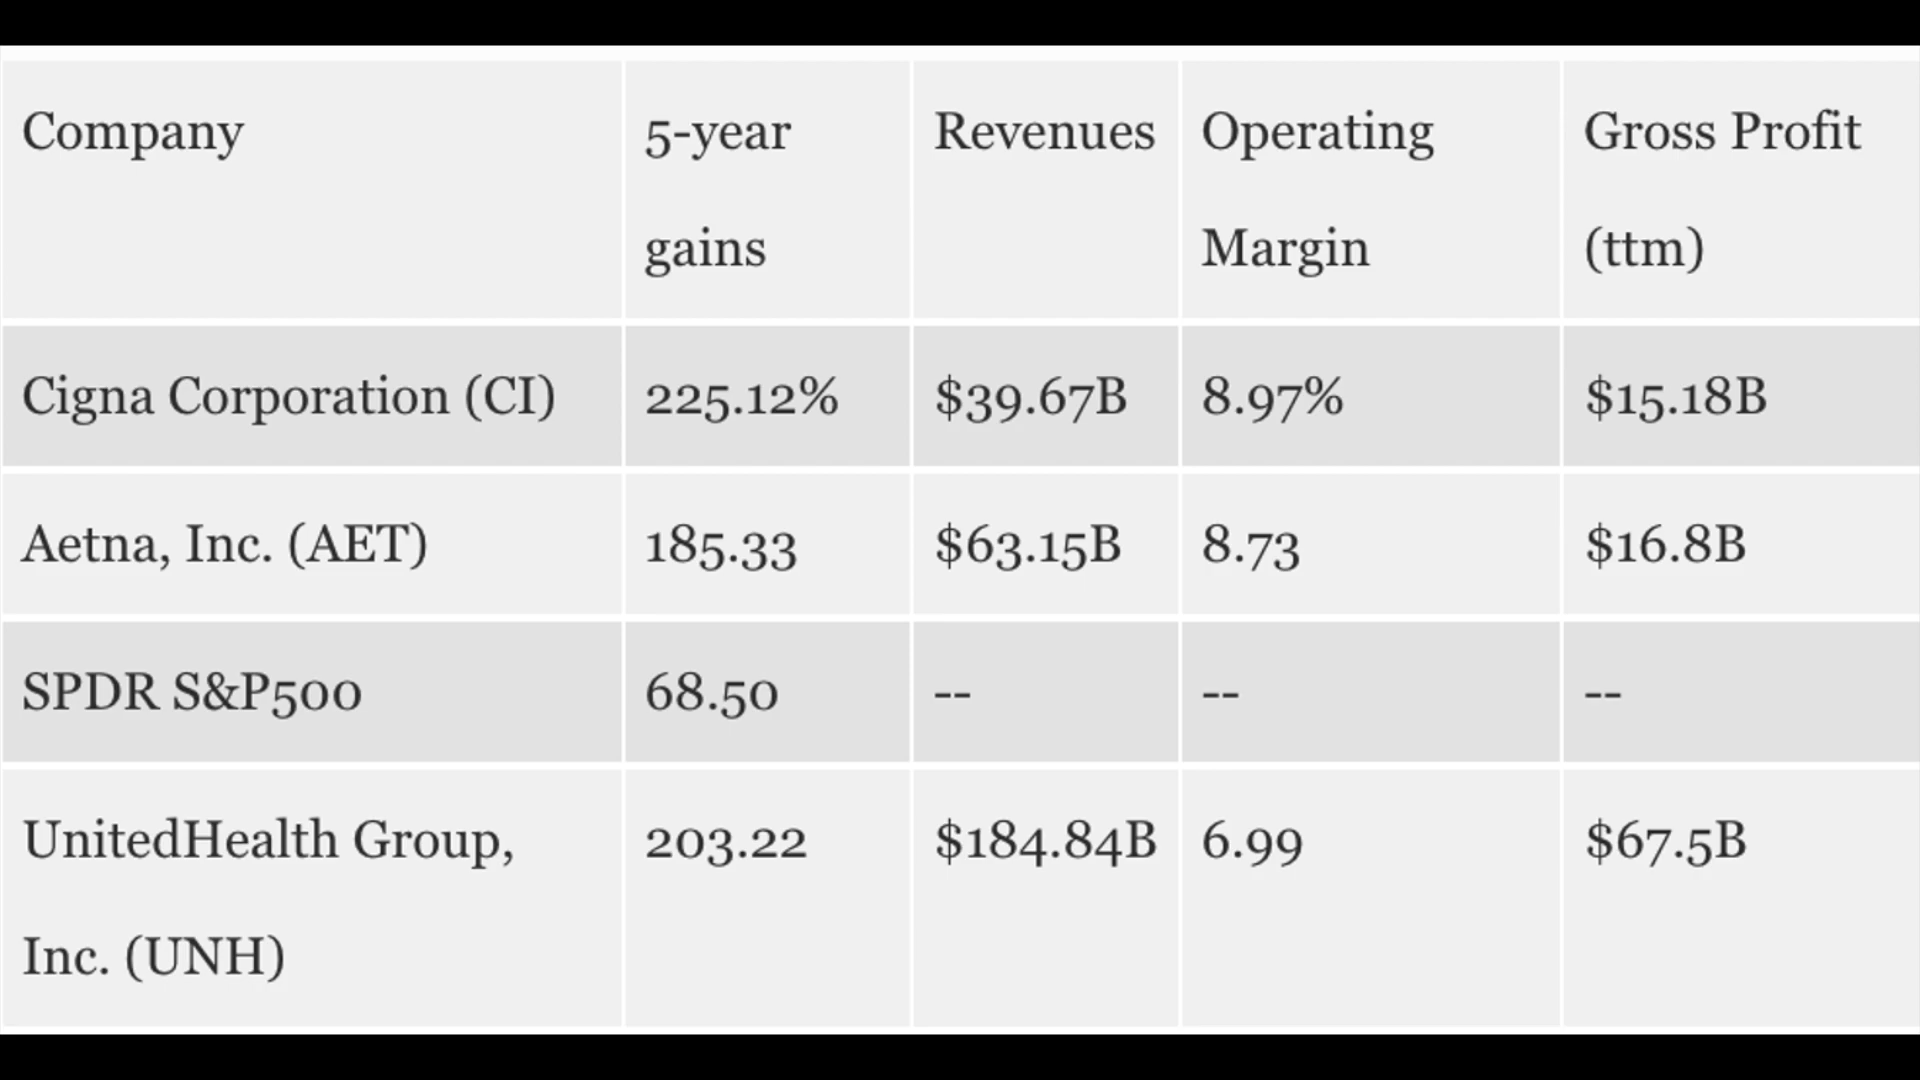 Company 5-year Revenues Operating Gross Profit
gains Margin (ttm)
Cigna Corporation (CI) 225.12% $39.67B 8.97% $15.18B
Aetna, Inc. (AET) 185.33 $63.15B 8.73 $16.8B
SPDR S&P500 68.50 -- -- --
UnitedHealth Group, 203.22 $184.84B 6.99 $67.5B
Inc. (UNH)